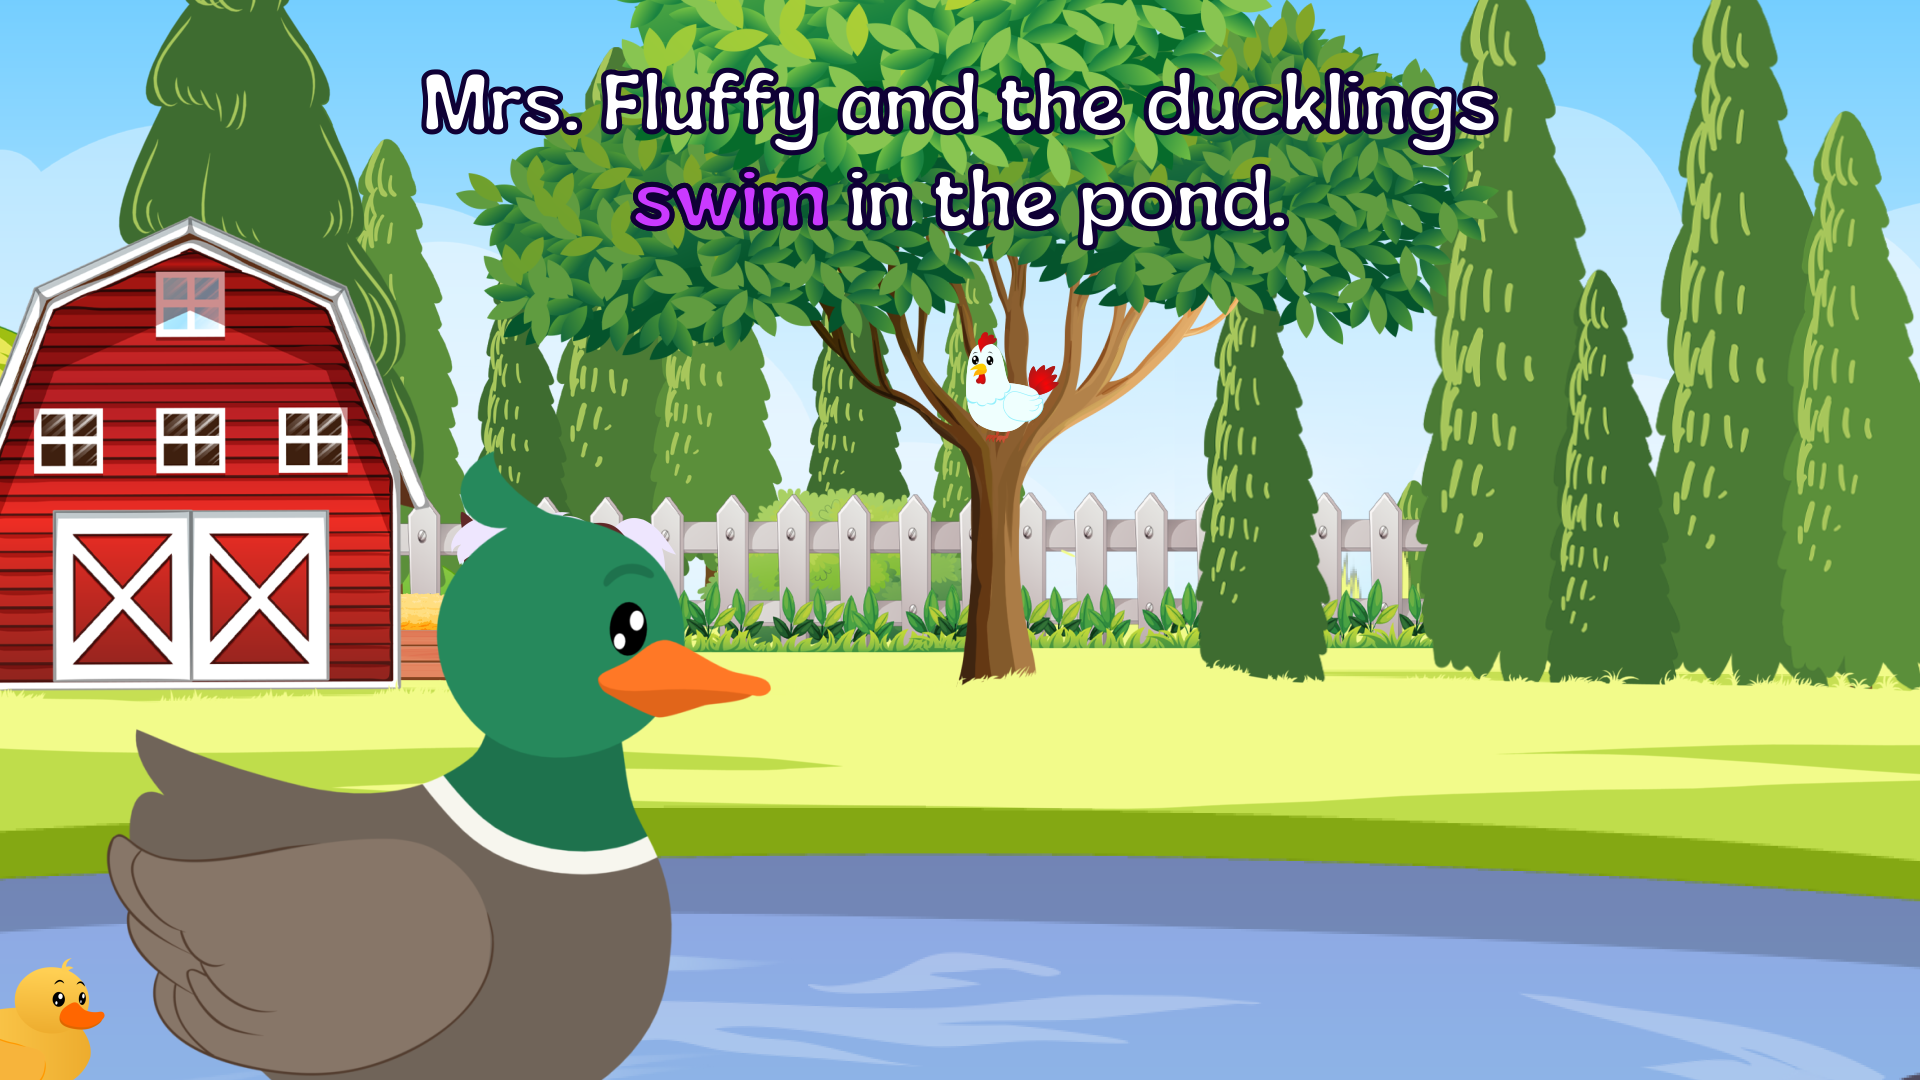 Mrs. Fluffy and the ducklings
swim in the pond.